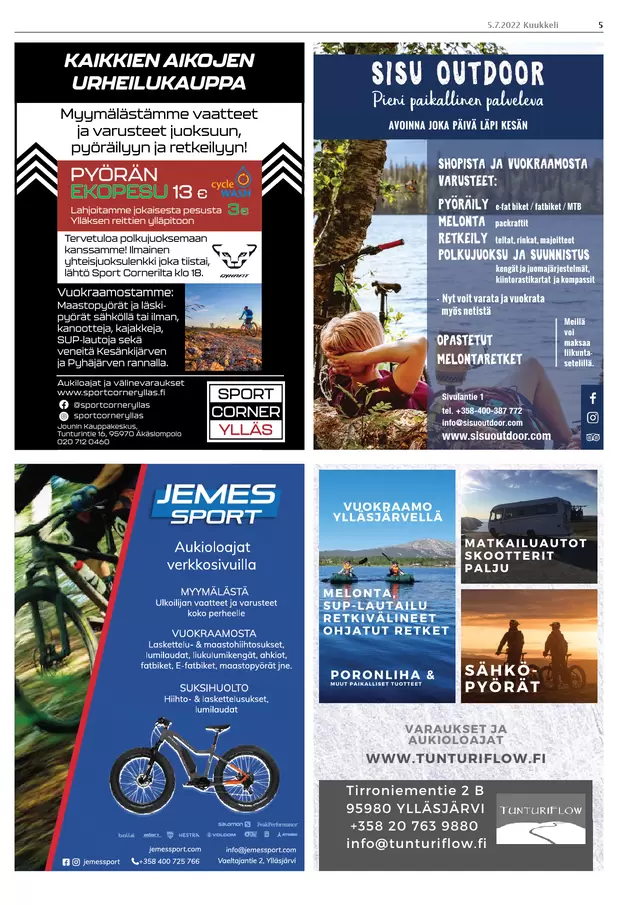 5.7.2022 Kuukkeli 5
KAIKKIEN AIKOJEN
URHEILUKAUPPA
Myymälästämme vaatteet
ja varusteet juoksuun,
pyöräilyyn ja retkeilyyn!
PYÖRÄN
EKOPESU 13 €
cycle
WASH
Lahjoitamme jokaisesta pesusta 3 €
Ylläksen reittien ylläpitoon
Tervetuloa polkujuoksemaan
kanssamme! Ilmainen
yhteisjuoksulenkki joka tiistai,
lähtö Sport Cornerilta klo 18.
DYNAFIT
Vuokraamostamme:
Maastopyörät ja läski-
pyörät sähköllä tai ilman,
kanootteja, kajakkeja,
SUP-lautoja sekä
veneitä Kesänkijärven
ja Pyhäjärven rannalla.
Aukioloajat ja välinevaraukset
www.sportcorneryllas.fi
@sportcorneryllas
sportcorneryllas
Jounin Kauppakeskus,
Tunturintie 16, 95970 Äkäslompolo
020 712 0460
SPORT
CORNER
YLLÄS
SISU OUTDOOR
Pieni paikallinen palveleva
AVOINNA JOKA PÄIVÄ LÄPI KESÄN
SHOPISTA JA VUOKRAAMOSTA
VARUSTEET:
PYÖRÄILY e-fat biket / fatbiket / MTB
MELONTA packraftit
RETKEILY teltat, rinkat, majoitteet
POLKUJUOKSU JA SUUNNISTUS
kengät ja juomajärjestelmät,
kiintorastikartat ja kompassit
- Nyt voit varata ja vuokrata
myös netistä
OPASTETUT
MELONTARETKET
Meillä
voi
maksaa
liikunta-
setelillä.
Sivulantie 1
tel. +358-400-387 772
info@sisuoutdoor.com
www.sisuoutdoor.com
JEMES
SPORT
Aukioloajat
verkkosivuilla
MYYMÄLÄSTÄ
Ulkoilijan vaatteet ja varusteet
koko perheelle
VUOKRAAMOSTA
Laskettelu- & maastohiihtosukset,
lumilaudat, liukulumikengät, ahkiot,
fatbiket, E-fatbiket, maastopyörät jne.
SUKSIHUOLTO
Hiihto- & laskettelusukset,
lumilaudat
salomon PeakPerformance
bollé HESTRA VOLCOM
jemessport.com info@jemessport.com
jemessport +358 400 725 766 Vaeltajantie 2, Ylläsjärvi
VUOKRAAMO
YLLÄSJÄRVELLÄ
MELONTA,
SUP-LAUTAILU
RETKIVÄLINEET
OHJATUT RETKET
PORONLIHA &
MUUT PAIKALLISET TUOTTEET
MATKAILUAUTOT
SKOOTTERIT
PALJU
SÄHKÖ-
PYÖRÄT
VARAUKSET JA
AUKIOLOAJAT
WWW.TUNTURIFLOW.FI
Tirroniementie 2 B
95980 YLLÄSJÄRVI
+358 20 763 9880
info@tunturiflow.fi
TUNTURIFLOW